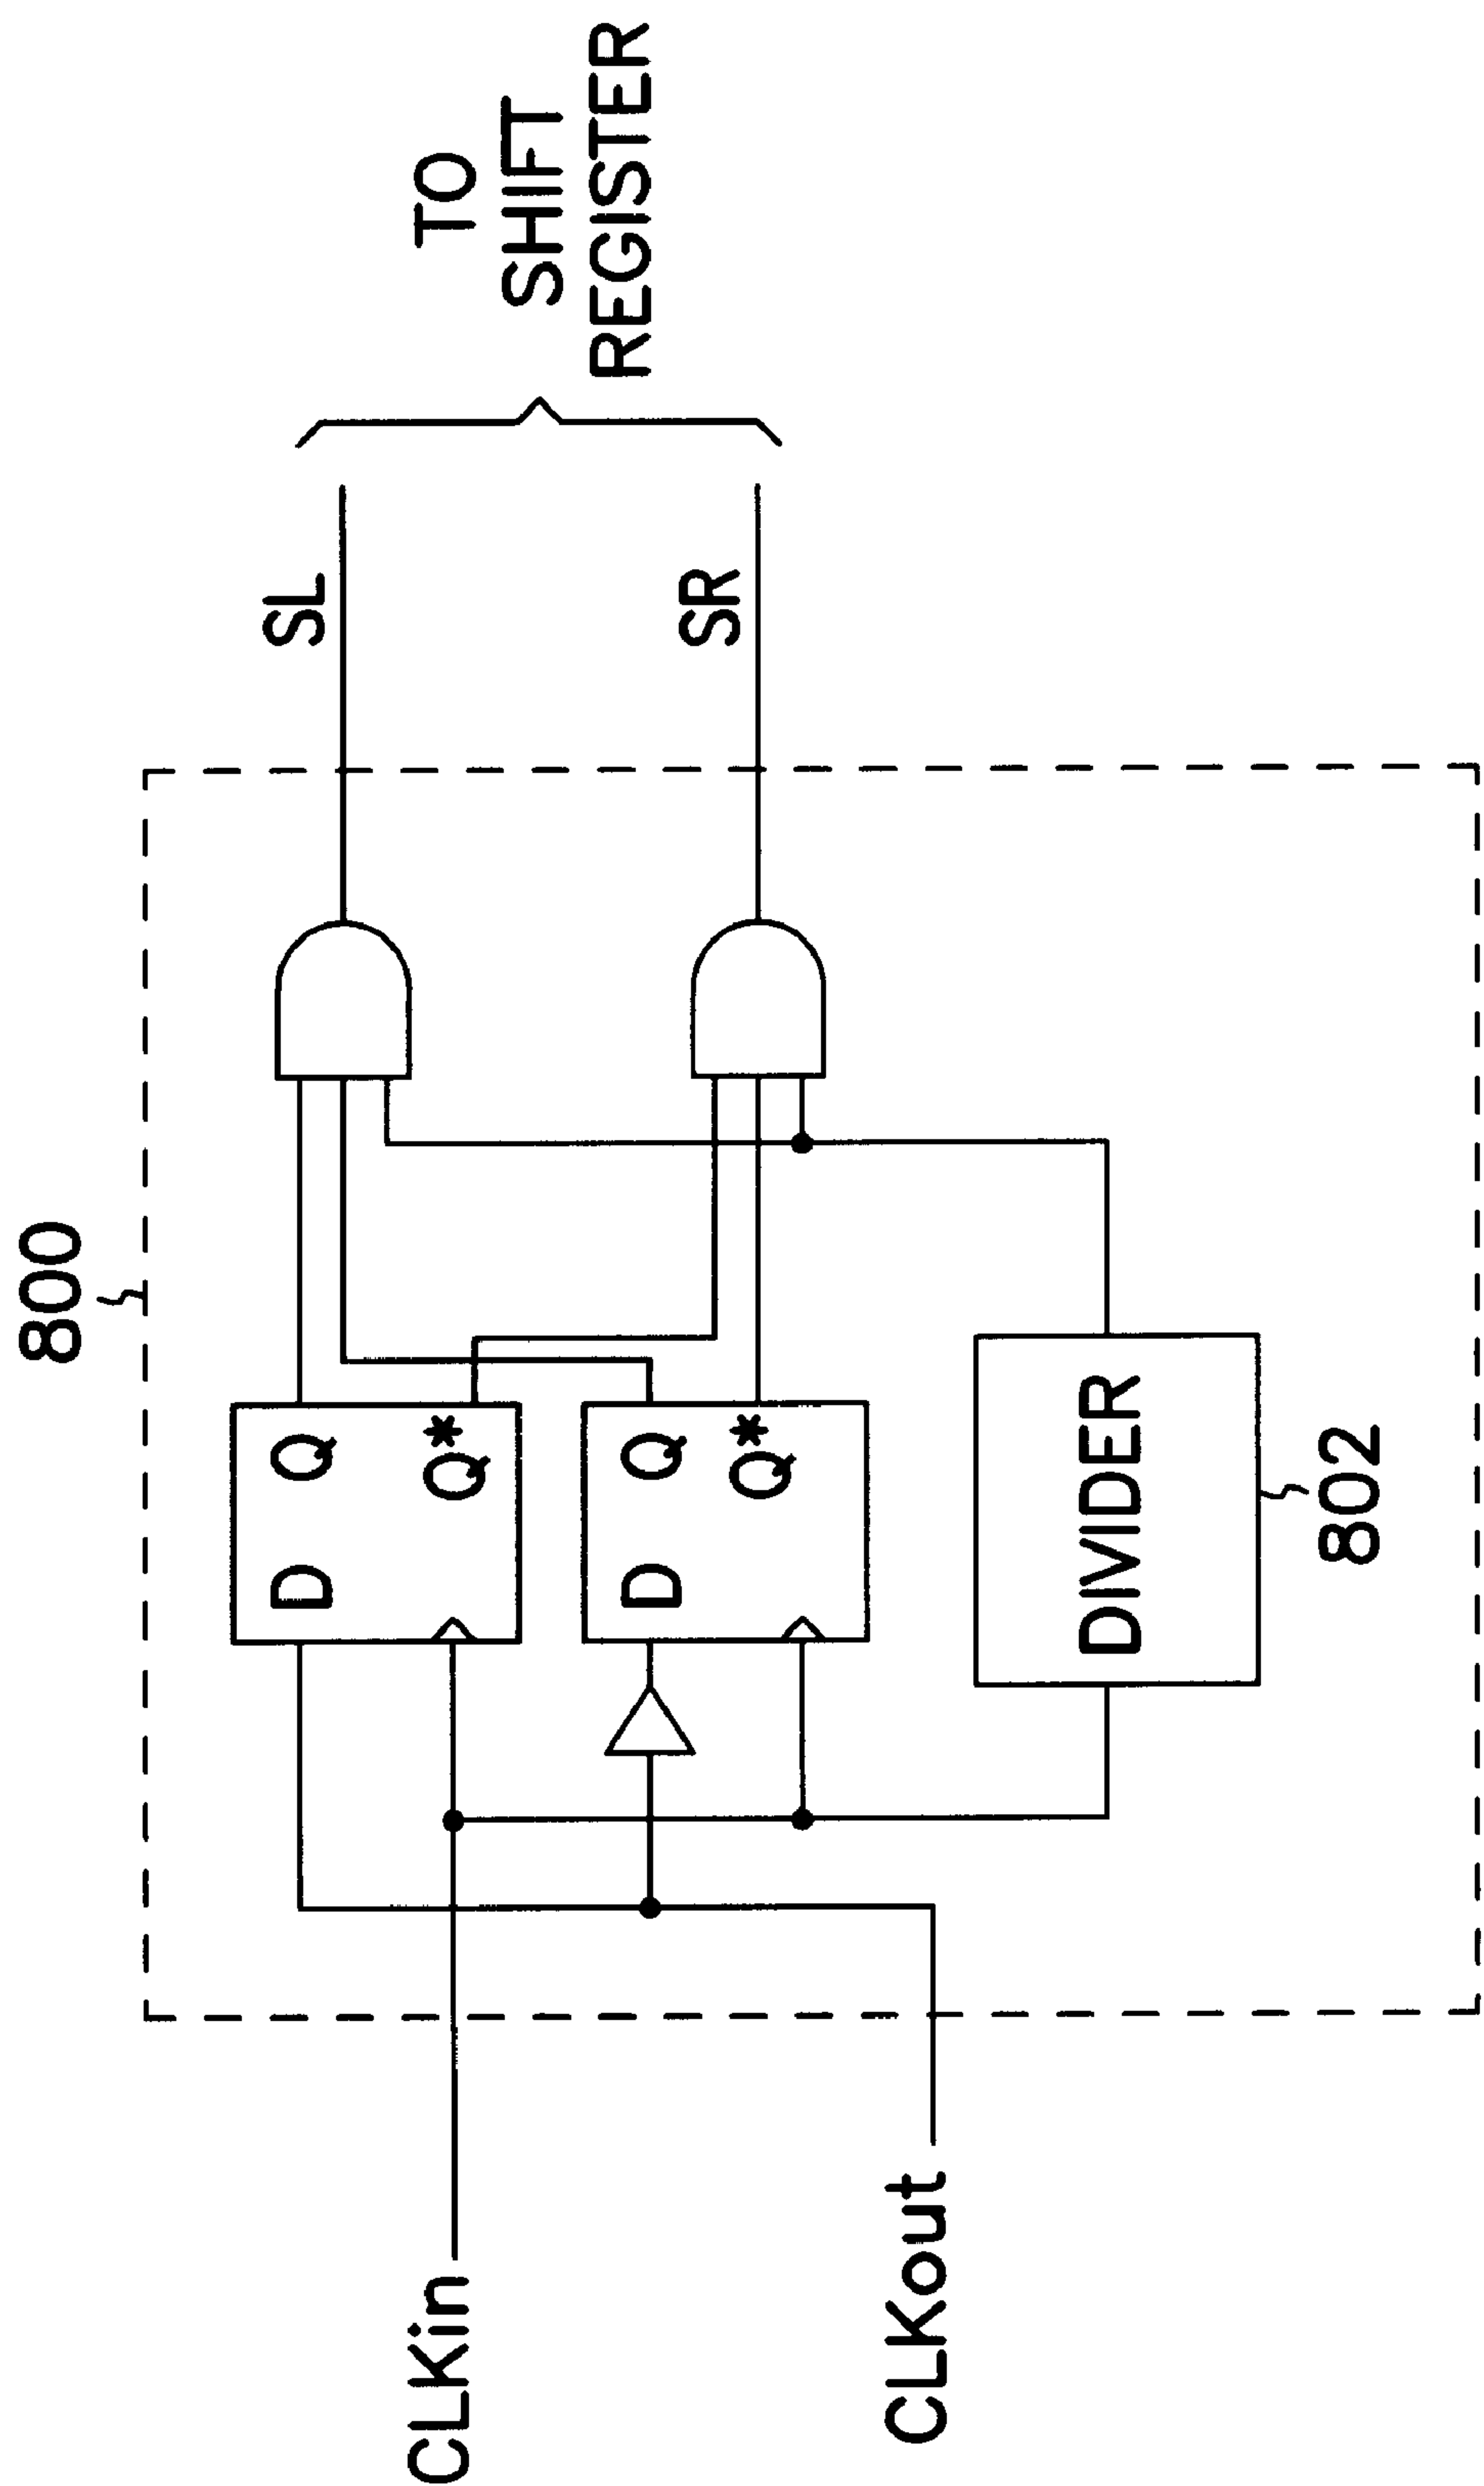 800
CLKin
CLKout
D Q
Q*
D Q
Q*
DIVIDER
802
SL
SR
TO
SHIFT
REGISTER